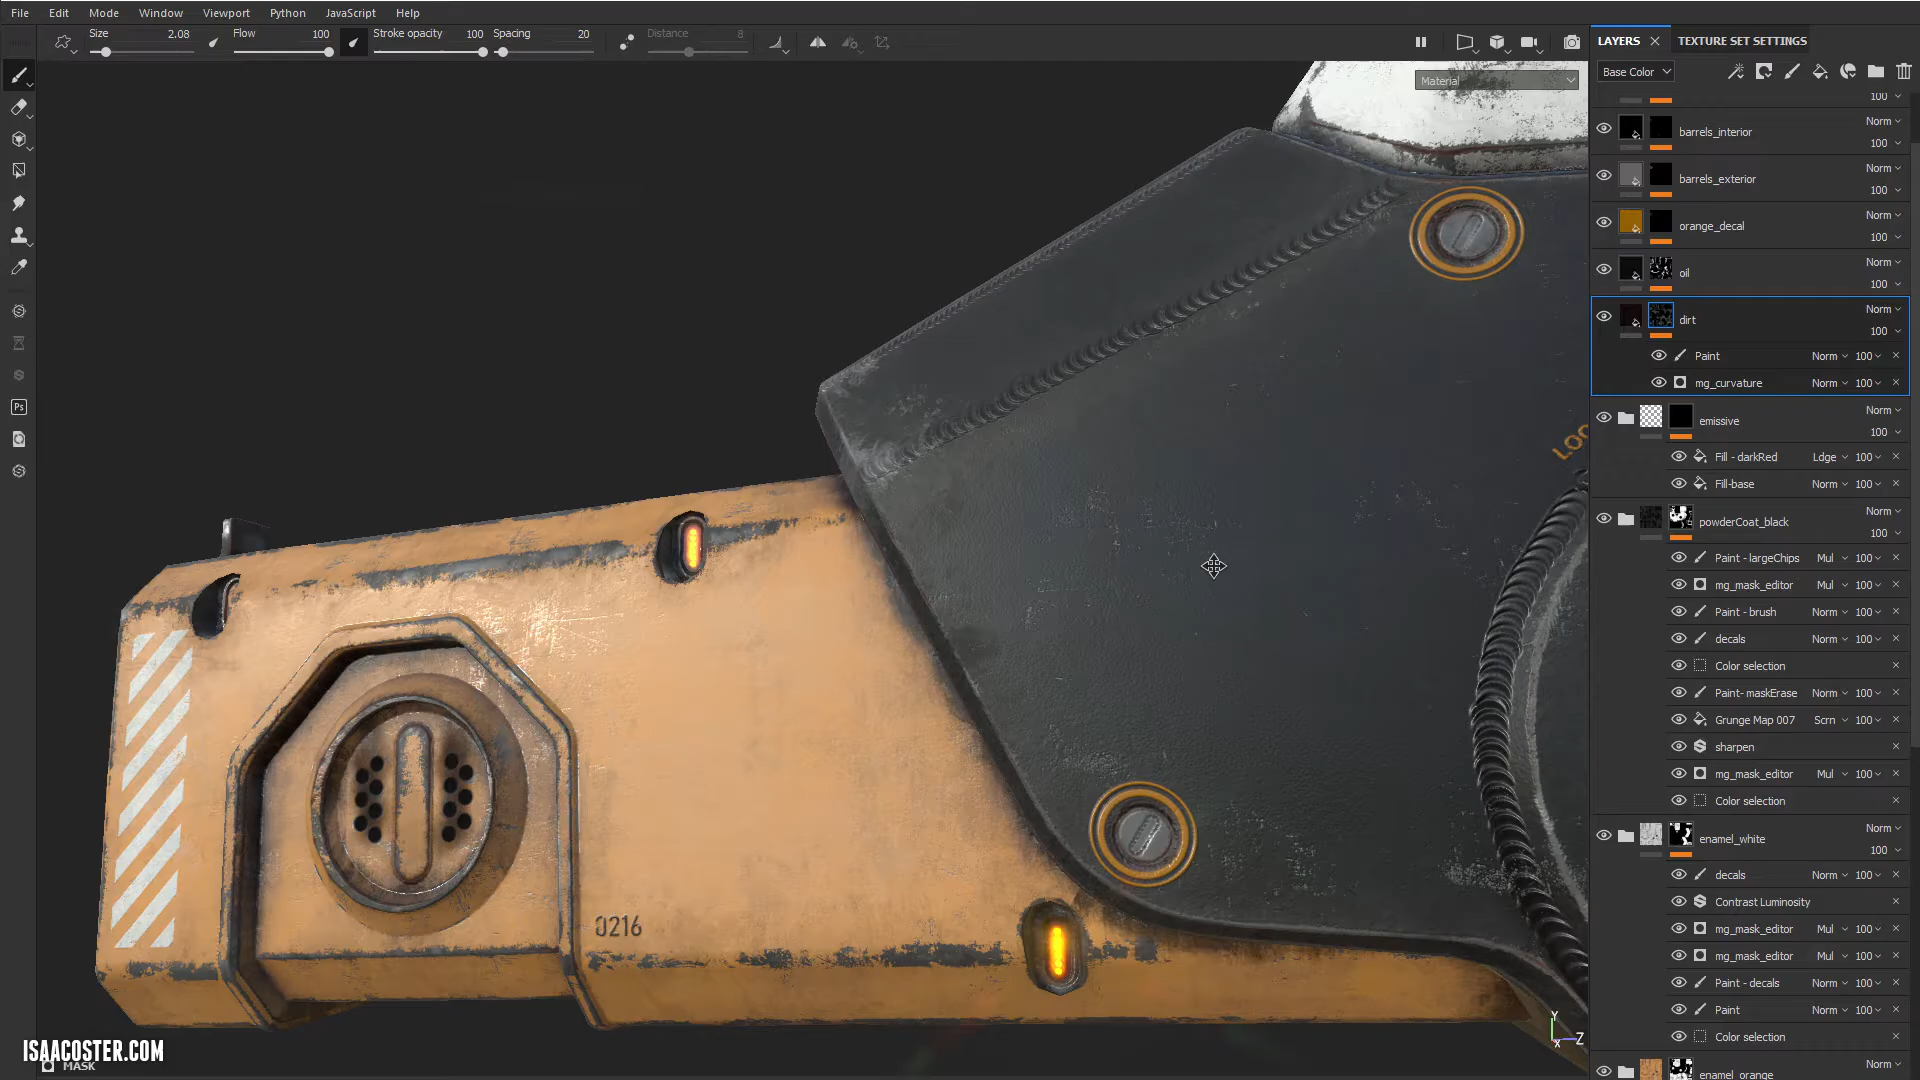 File Edit Mode Window Viewport Python JavaScript Help
Size 2.08 Flow 100 Stroke opacity 100 Spacing 20 Distance 8
LAYERS TEXTURE SET SETTINGS
Material
Base Color
100
barrels_interior Norm
100
barrels_exterior Norm
100
orange_decal Norm
100
oil Norm
100
dirt Norm
100
Paint Norm 100
mg_curvature Norm 100
emissive Norm
100
Fill - darkRed Ldge 100
Fill-base Norm 100
powderCoat_black Norm
100
Paint - largeChips Mul 100
mg_mask_editor Mul 100
Paint - brush Norm 100
decals Norm 100
Color selection
Paint- maskErase Norm 100
Grunge Map 007 Scrn 100
sharpen
mg_mask_editor Mul 100
Color selection
enamel_white Norm
100
decals Norm 100
Contrast Luminosity
mg_mask_editor Mul 100
mg_mask_editor Mul 100
Paint - decals Norm 100
Paint Norm 100
Color selection
enamel_orange Norm
Ps
LOC
0216
Y
X Z
ISAACOSTER.COM
MASK